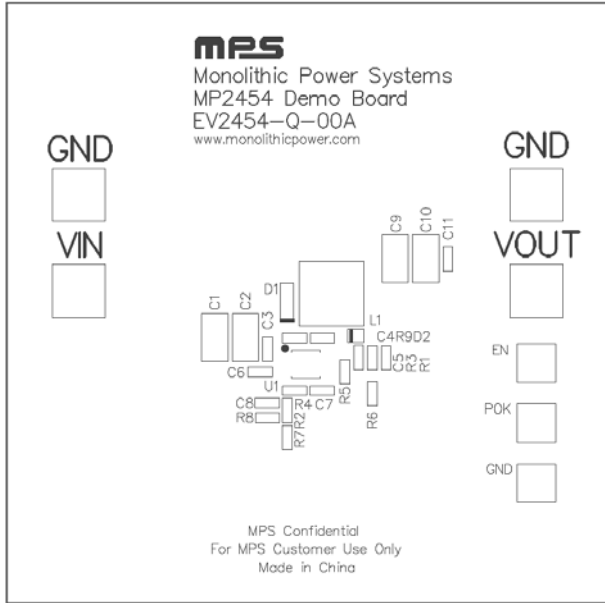 mps
Monolithic Power Systems
MP2454 Demo Board
EV2454-Q-00A
www.monolithicpower.com
GND
GND
VIN
VOUT
C9
C10
C11
D1
L1
C1
C2
C3
C4R9D2
C5
R3
R1
EN
C6
U1
R5
C8
R4
C7
R6
R8
R2
R7
POK
GND
MPS Confidential
For MPS Customer Use Only
Made in China